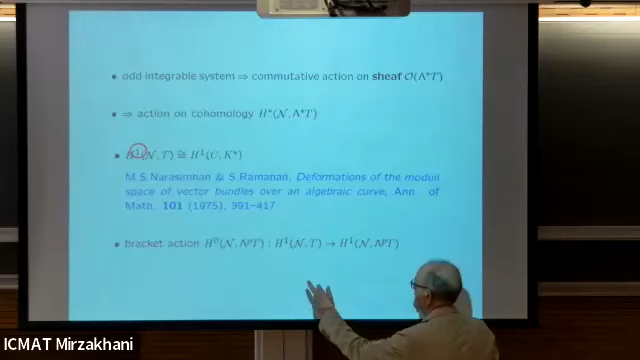 • odd integrable system ⇒ commutative action on sheaf O(Λ*T)
• ⇒ action on cohomology H*(N, Λ*T)
• H¹(N, T) ≅ H¹(C, K*)
M.S.Narasimhan & S.Ramanan, Deformations of the moduli
space of vector bundles over an algebraic curve, Ann. of
Math. 101 (1975), 391–417
• bracket action H⁰(N, ΛᵖT) : H¹(N, T) → H¹(N, ΛᵖT)
ICMAT Mirzakhani